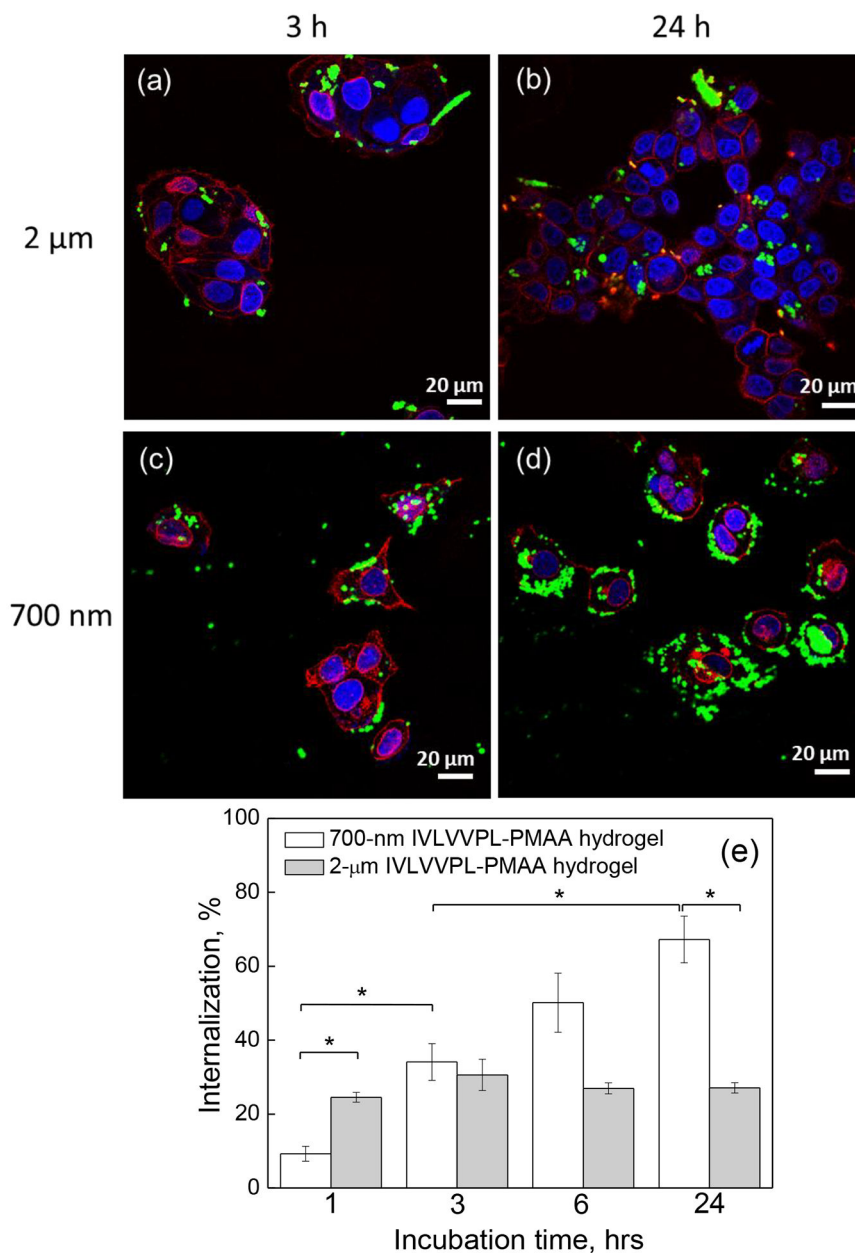 3 h 24 h
(a) (b)
2 μm
20 μm 20 μm
(c) (d)
700 nm
20 μm 20 μm
100
700-nm IVLVVPL-PMAA hydrogel (e)
2-μm IVLVVPL-PMAA hydrogel
80
* *
60
*
40
*
20
0
Internalization, %
1 3 6 24
Incubation time, hrs